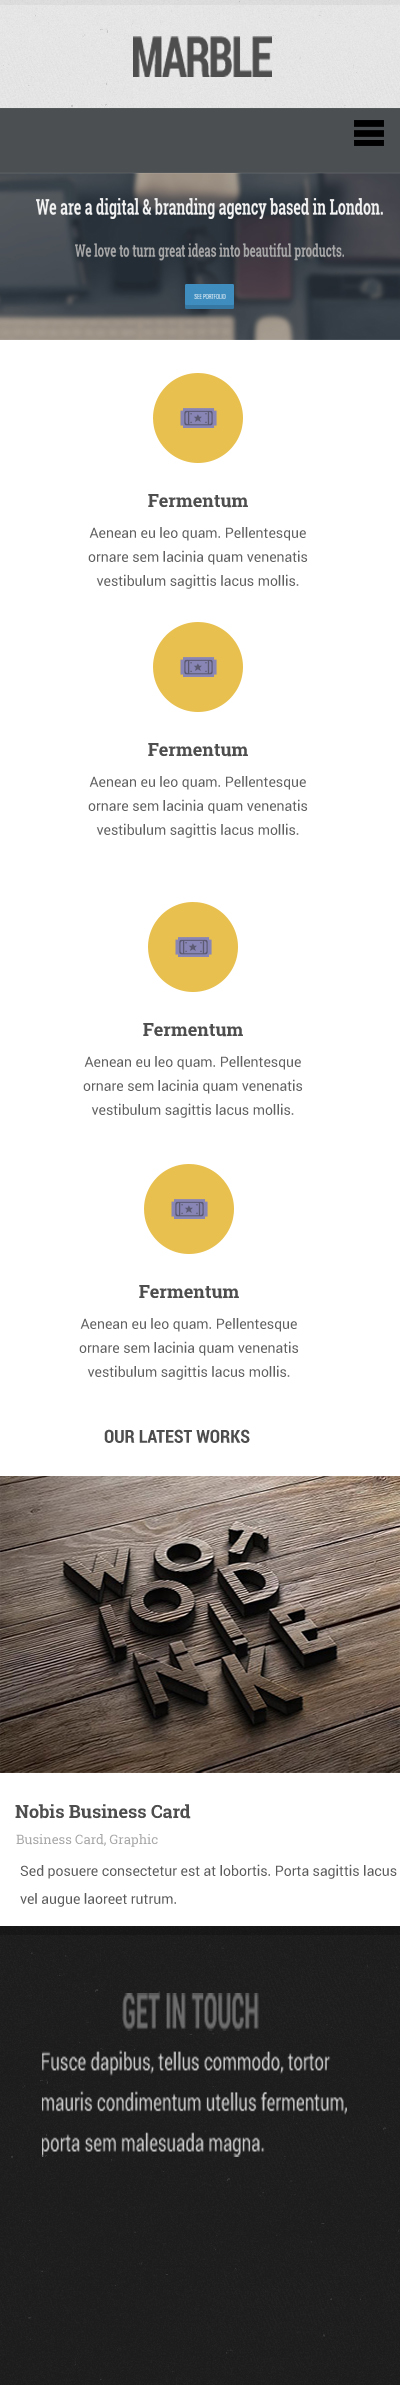 MARBLE
We are a digital & branding agency based in London.
We love to turn great ideas into beautiful products.
SEE PORTFOLIO
Fermentum
Aenean eu leo quam. Pellentesque
ornare sem lacinia quam venenatis
vestibulum sagittis lacus mollis.
Fermentum
Aenean eu leo quam. Pellentesque
ornare sem lacinia quam venenatis
vestibulum sagittis lacus mollis.
Fermentum
Aenean eu leo quam. Pellentesque
ornare sem lacinia quam venenatis
vestibulum sagittis lacus mollis.
Fermentum
Aenean eu leo quam. Pellentesque
ornare sem lacinia quam venenatis
vestibulum sagittis lacus mollis.
OUR LATEST WORKS
WOT
IODE
NK
Nobis Business Card
Business Card, Graphic
Sed posuere consectetur est at lobortis. Porta sagittis lacus
vel augue laoreet rutrum.
GET IN TOUCH
Fusce dapibus, tellus commodo, tortor
mauris condimentum utellus fermentum,
porta sem malesuada magna.